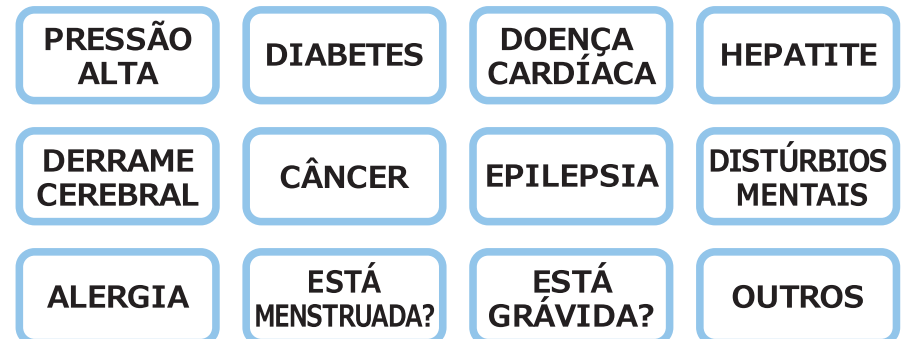 PRESSÃO
ALTA
DIABETES
DOENÇA
CARDÍACA
HEPATITE
DERRAME
CEREBRAL
CÂNCER
EPILEPSIA
DISTÚRBIOS
MENTAIS
ALERGIA
ESTÁ
MENSTRUADA?
ESTÁ
GRÁVIDA?
OUTROS